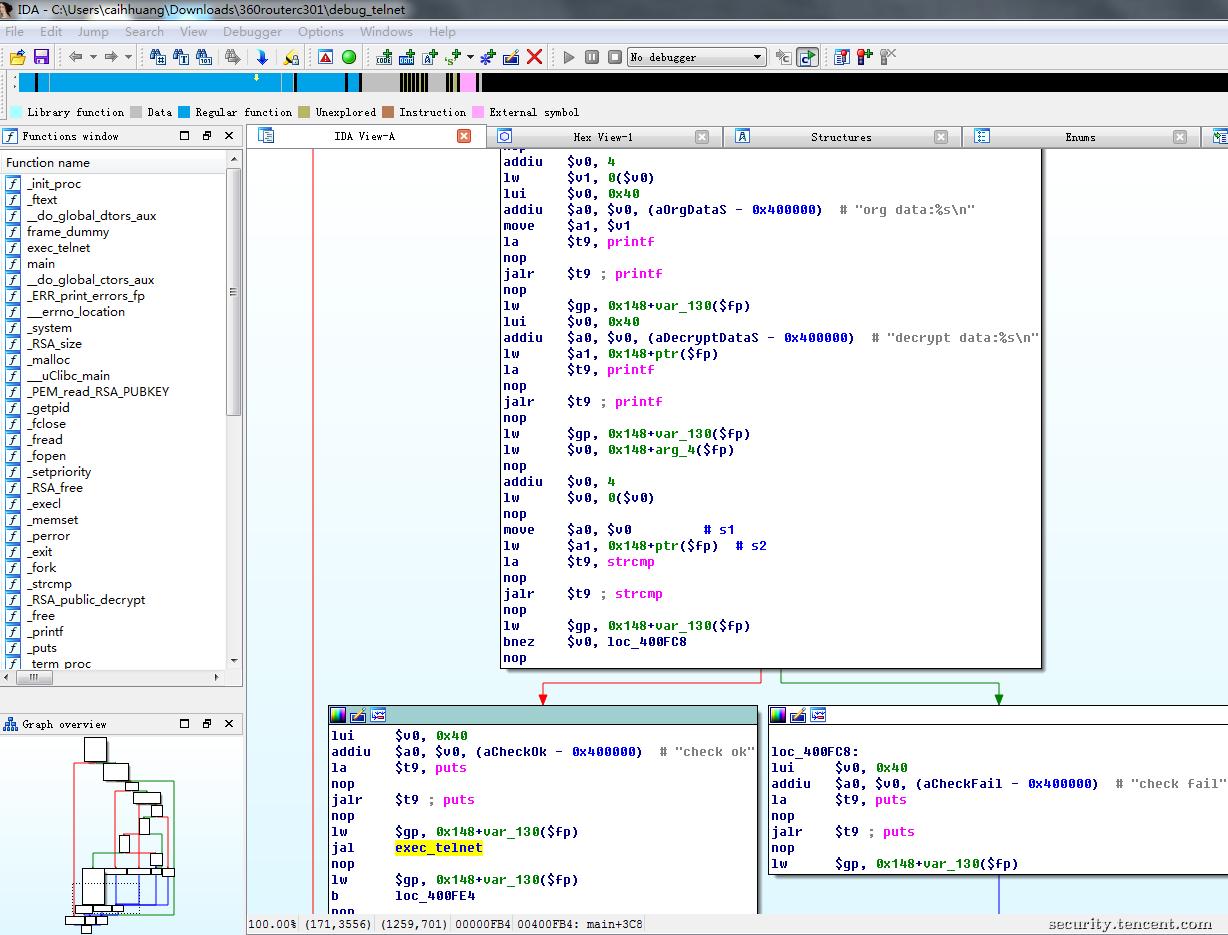 IDA - C:\Users\caihhuang\Downloads\360routerc301\debug_telnet
File Edit Jump Search View Debugger Options Windows Help
No debugger
Library function Data Regular function Unexplored Instruction External symbol
Functions window
IDA View-A
Hex View-1
Structures
Enums
Function name
_init_proc
_ftext
__do_global_dtors_aux
frame_dummy
exec_telnet
main
__do_global_ctors_aux
_ERR_print_errors_fp
__errno_location
_system
_RSA_size
_malloc
__uClibc_main
_PEM_read_RSA_PUBKEY
_getpid
_fclose
_fread
_fopen
_setpriority
_RSA_free
_execl
_memset
_perror
_exit
_fork
_strcmp
_RSA_public_decrypt
_free
_printf
_puts
term_proc
Graph overview
nop
addiu $v0, 4
lw $v1, 0($v0)
lui $v0, 0x40
addiu $a0, $v0, (aOrgDataS - 0x400000) # "org data:%s\n"
move $a1, $v1
la $t9, printf
nop
jalr $t9 ; printf
nop
lw $gp, 0x148+var_130($fp)
lui $v0, 0x40
addiu $a0, $v0, (aDecryptDataS - 0x400000) # "decrypt data:%s\n"
lw $a1, 0x148+ptr($fp)
la $t9, printf
nop
jalr $t9 ; printf
nop
lw $gp, 0x148+var_130($fp)
lw $v0, 0x148+arg_4($fp)
nop
addiu $v0, 4
lw $v0, 0($v0)
nop
move $a0, $v0 # s1
lw $a1, 0x148+ptr($fp) # s2
la $t9, strcmp
nop
jalr $t9 ; strcmp
nop
lw $gp, 0x148+var_130($fp)
bnez $v0, loc_400FC8
nop
lui $v0, 0x40
addiu $a0, $v0, (aCheckOk - 0x400000) # "check ok"
la $t9, puts
nop
jalr $t9 ; puts
nop
lw $gp, 0x148+var_130($fp)
jal exec_telnet
nop
lw $gp, 0x148+var_130($fp)
b loc_400FE4
nop
loc_400FC8:
lui $v0, 0x40
addiu $a0, $v0, (aCheckFail - 0x400000) # "check fail"
la $t9, puts
nop
jalr $t9 ; puts
nop
lw $gp, 0x148+var_130($fp)
100.00% (171,3556) (1259,701) 00000FB4 00400FB4: main+3C8
security.tencent.com